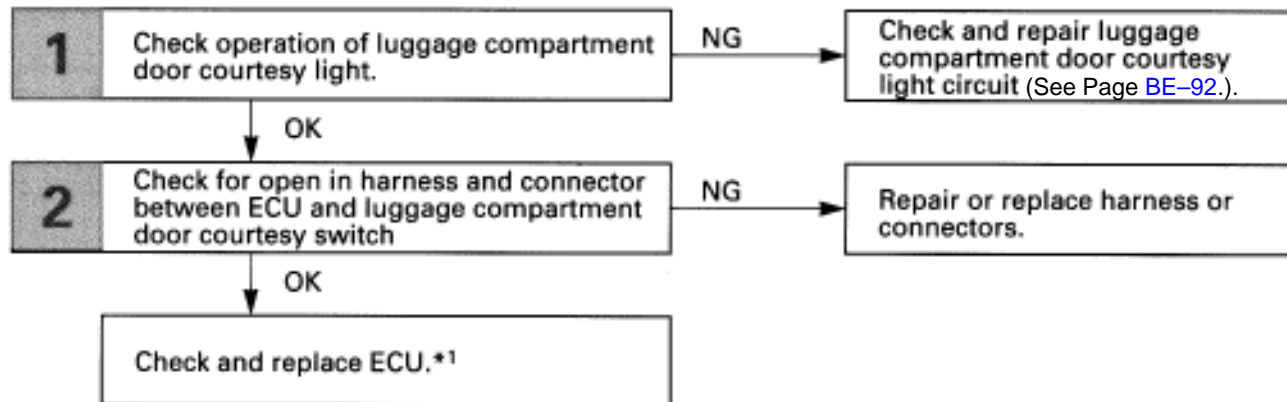 1
Check operation of luggage compartment
door courtesy light.
NG
Check and repair luggage
compartment door courtesy
light circuit (See Page BE–92.).
OK
2
Check for open in harness and connector
between ECU and luggage compartment
door courtesy switch
NG
Repair or replace harness or
connectors.
OK
Check and replace ECU.*1